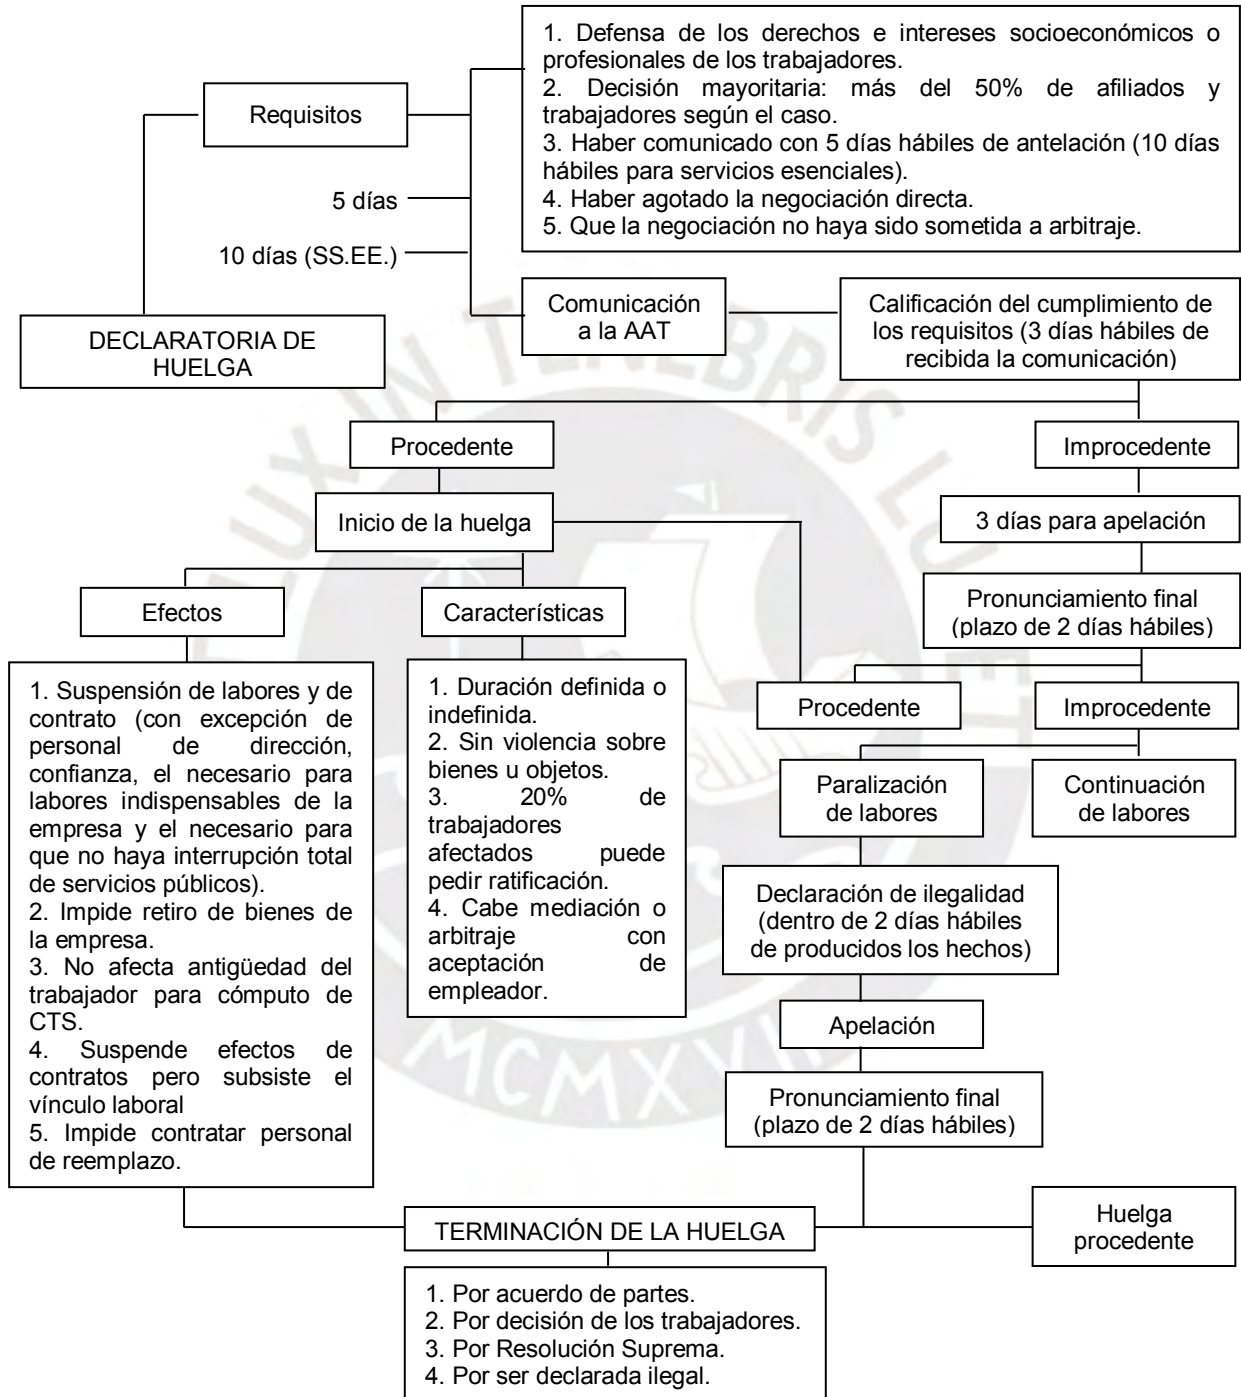 1. Defensa de los derechos e intereses socioeconómicos o
profesionales de los trabajadores.
2. Decisión mayoritaria: más del 50% de afiliados y
trabajadores según el caso.
3. Haber comunicado con 5 días hábiles de antelación (10 días
hábiles para servicios esenciales).
4. Haber agotado la negociación directa.
5. Que la negociación no haya sido sometida a arbitraje.
Requisitos
5 días
10 días (SS.EE.)
DECLARATORIA DE
HUELGA
Comunicación
a la AAT
Calificación del cumplimiento de
los requisitos (3 días hábiles de
recibida la comunicación)
Procedente
Improcedente
Inicio de la huelga
3 días para apelación
Efectos
Características
Pronunciamiento final
(plazo de 2 días hábiles)
1. Suspensión de labores y de
contrato (con excepción de
personal de dirección,
confianza, el necesario para
labores indispensables de la
empresa y el necesario para
que no haya interrupción total
de servicios públicos).
2. Impide retiro de bienes de
la empresa.
3. No afecta antigüedad del
trabajador para cómputo de
CTS.
4. Suspende efectos de
contratos pero subsiste el
vínculo laboral
5. Impide contratar personal
de reemplazo.
1. Duración definida o
indefinida.
2. Sin violencia sobre
bienes u objetos.
3. 20% de
trabajadores
afectados puede
pedir ratificación.
4. Cabe mediación o
arbitraje con
aceptación de
empleador.
Procedente
Improcedente
Paralización
de labores
Continuación
de labores
Declaración de ilegalidad
(dentro de 2 días hábiles
de producidos los hechos)
Apelación
Pronunciamiento final
(plazo de 2 días hábiles)
TERMINACIÓN DE LA HUELGA
Huelga
procedente
1. Por acuerdo de partes.
2. Por decisión de los trabajadores.
3. Por Resolución Suprema.
4. Por ser declarada ilegal.